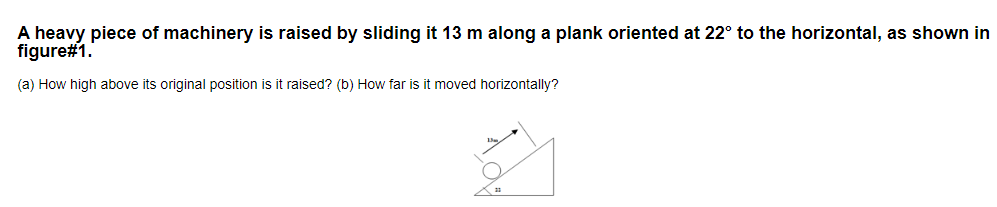 A heavy piece of machinery is raised by sliding it 13 m along a plank oriented at 22° to the horizontal, as shown in
figure#1.
(a) How high above its original position is it raised? (b) How far is it moved horizontally?
13m